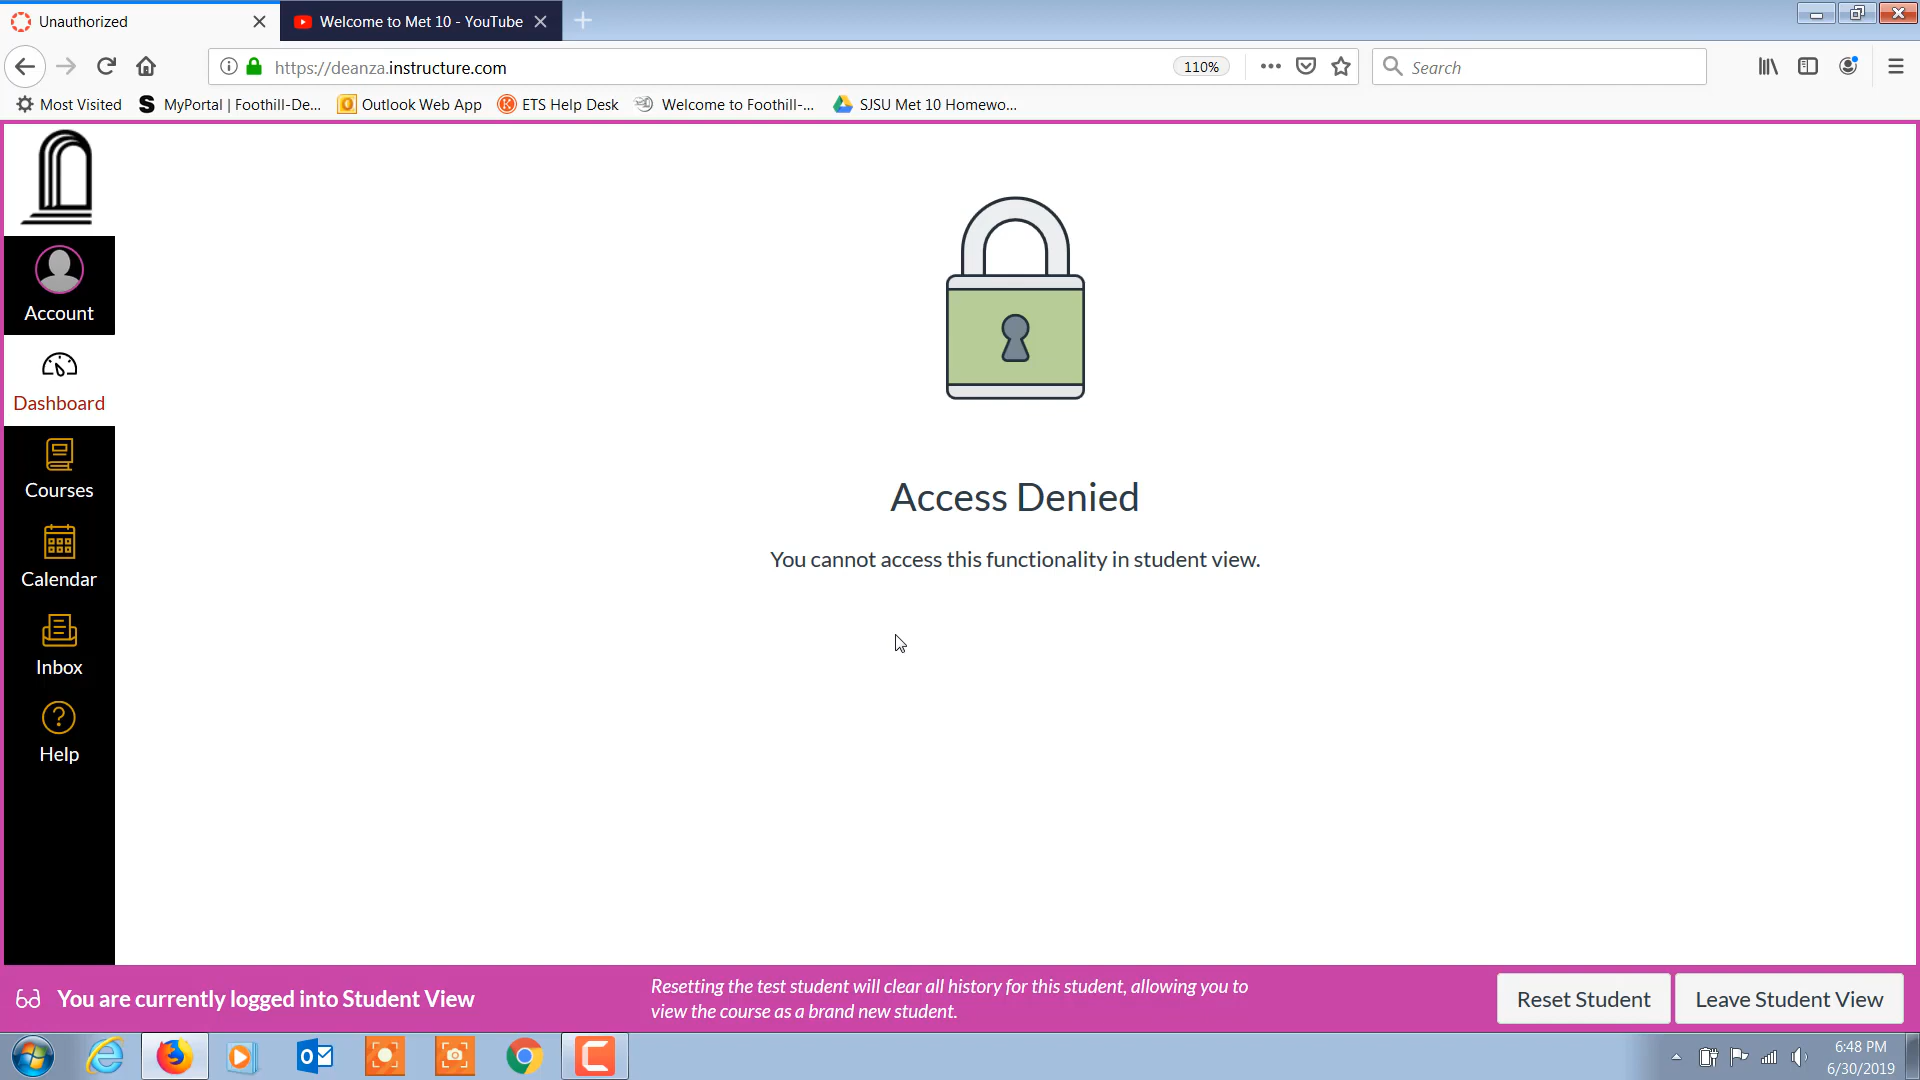 Unauthorized
Welcome to Met 10 - YouTube
https://deanza.instructure.com
110%
Search
Most Visited
MyPortal | Foothill-De...
Outlook Web App
ETS Help Desk
Welcome to Foothill-...
SJSU Met 10 Homewo...
Account
Dashboard
Courses
Calendar
Inbox
Help
Access Denied
You cannot access this functionality in student view.
You are currently logged into Student View
Resetting the test student will clear all history for this student, allowing you to
view the course as a brand new student.
Reset Student
Leave Student View
6:48 PM
6/30/2019